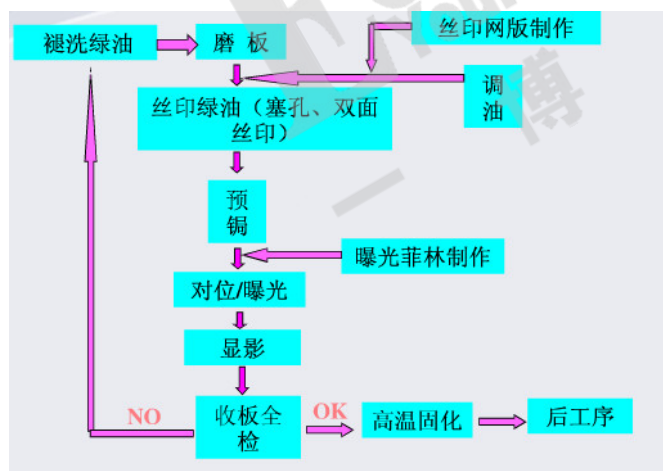 褪洗绿油
磨 板
丝印网版制作
调
油
丝印绿油（塞孔、双面
丝印）
预
锔
曝光菲林制作
对位/曝光
显影
NO
收板全
检
OK
高温固化
后工序
一博